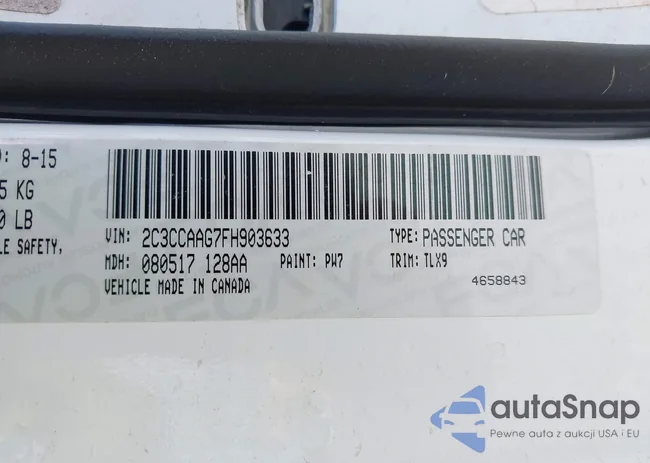 : 8-15
5 KG
0 LB
LE SAFETY,
VIN: 2C3CCAAG7FH903633 TYPE: PASSENGER CAR
MDH: 080517 128AA PAINT: PW7 TRIM: TLX9
VEHICLE MADE IN CANADA 4658843
autaSnap
Pewne auta z aukcji USA i EU